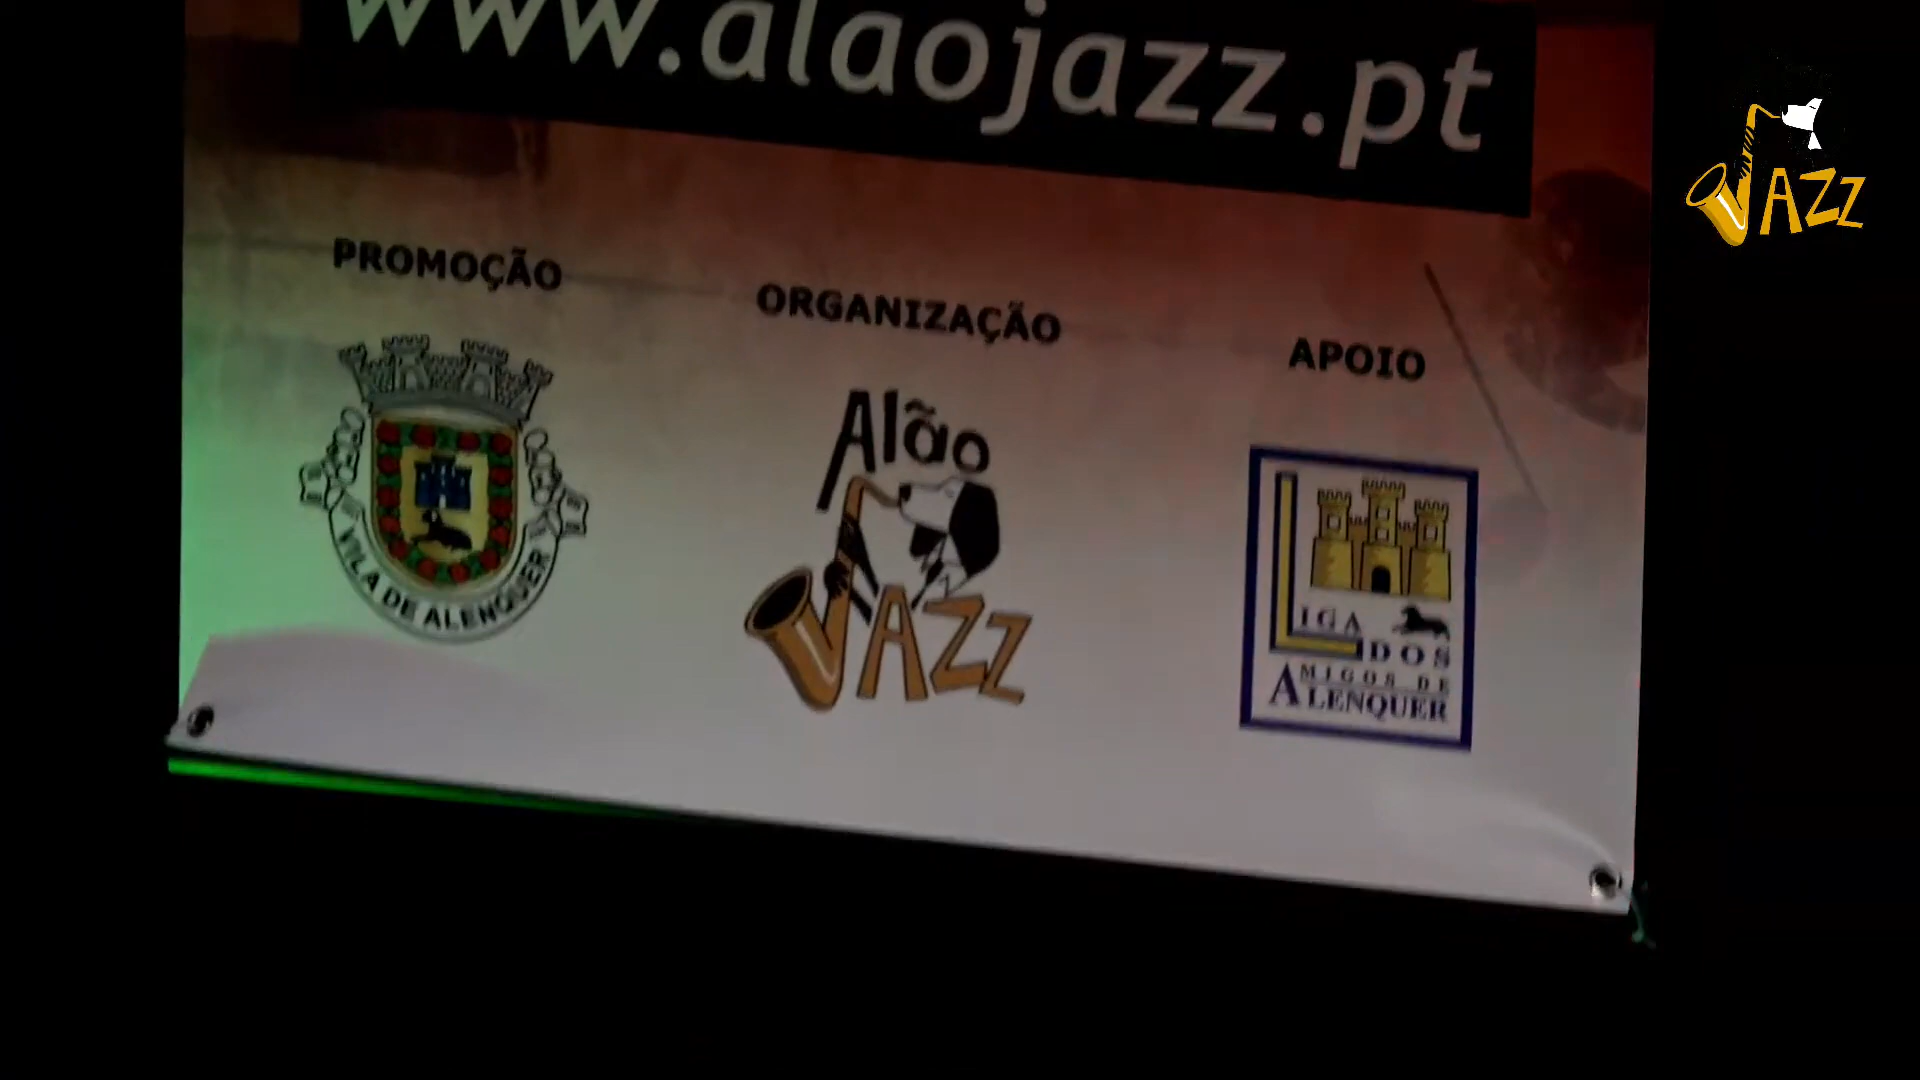 www.alaojazz.pt
PROMOÇÃO
VILA DE ALENQUER
ORGANIZAÇÃO
Alão
JAZZ
APOIO
LIGA
DOS
AMIGOS DE
ALENQUER
JAZZ